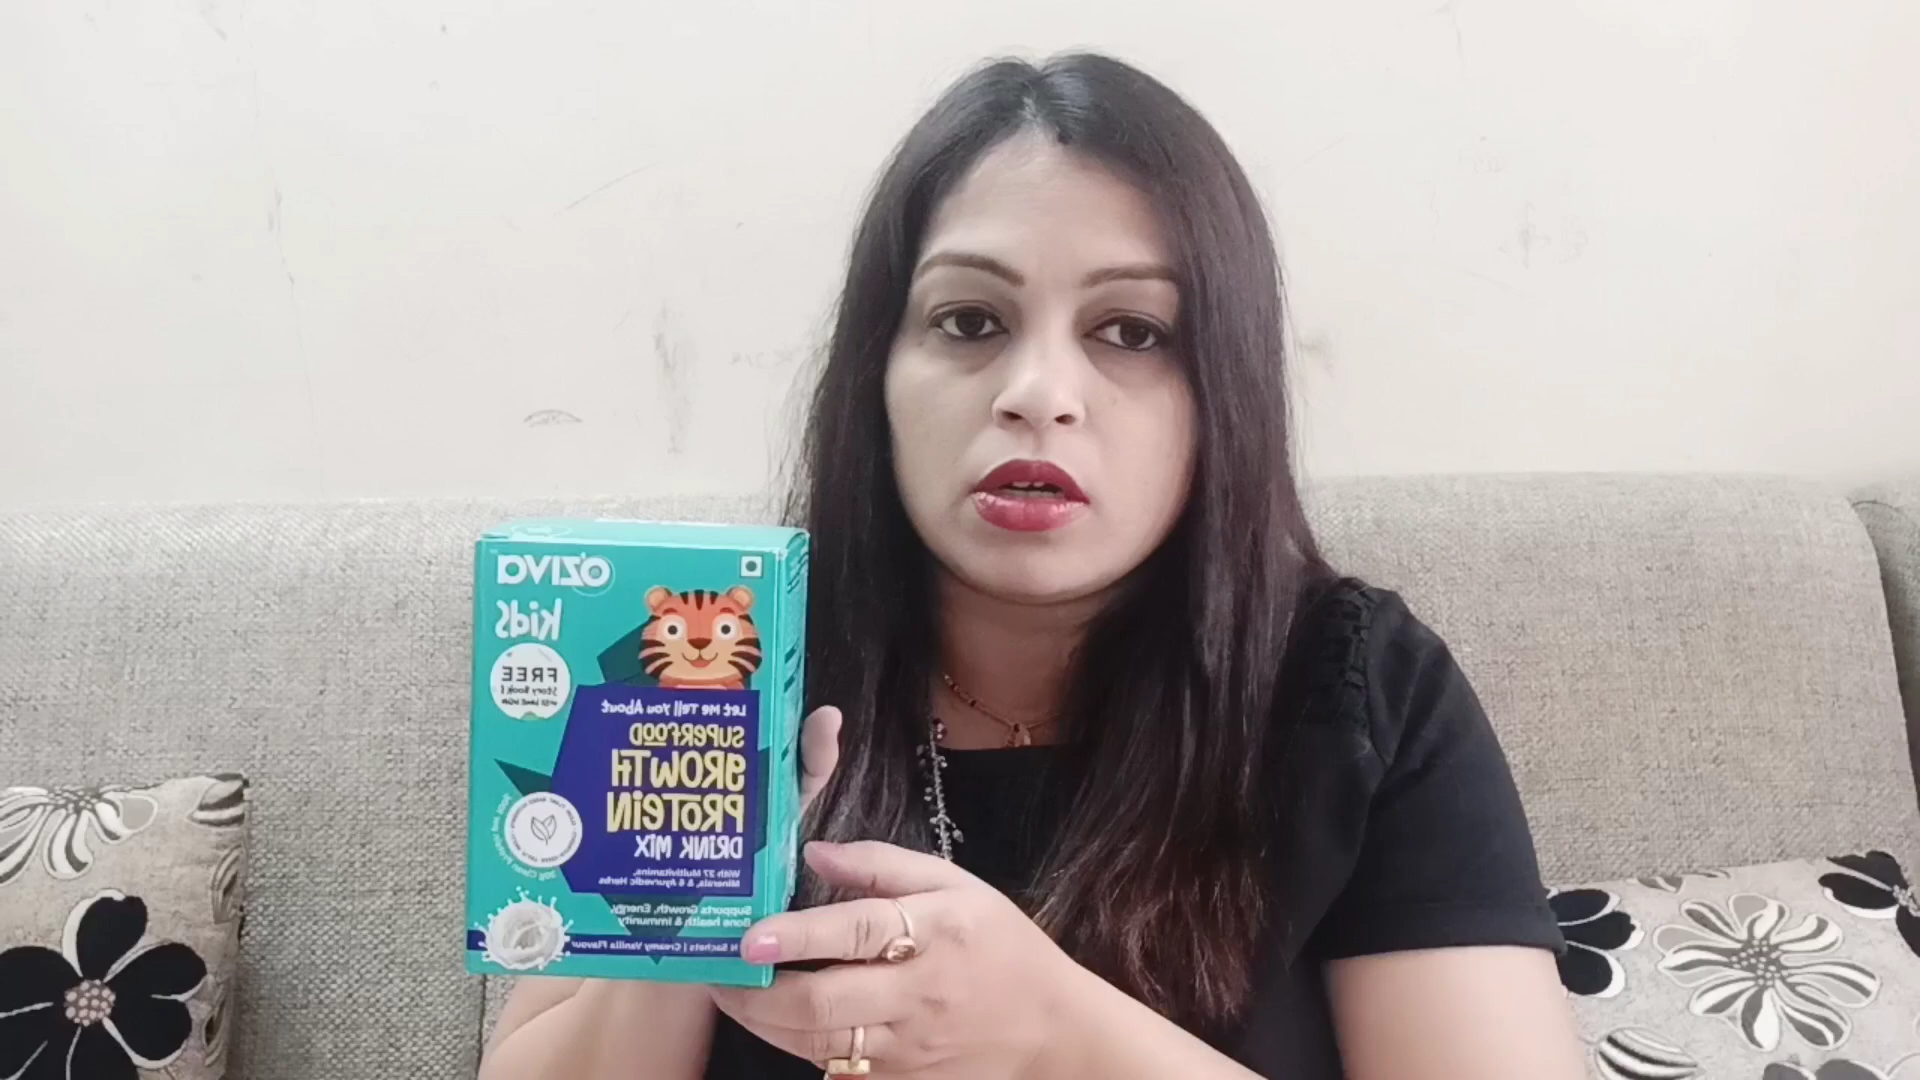 OZIVA
Kids
FREE
Story Book &
Let Me Tell You About
SUPERFOOD
GROWTH
PROTEIN
DRINK MIX
With 27 Multivitamins,
Minerals, & 6 Ayurvedic Herbs
Supports Growth, Energy,
Bone health & Immunity
N Sachets | Creamy Vanilla Flavour